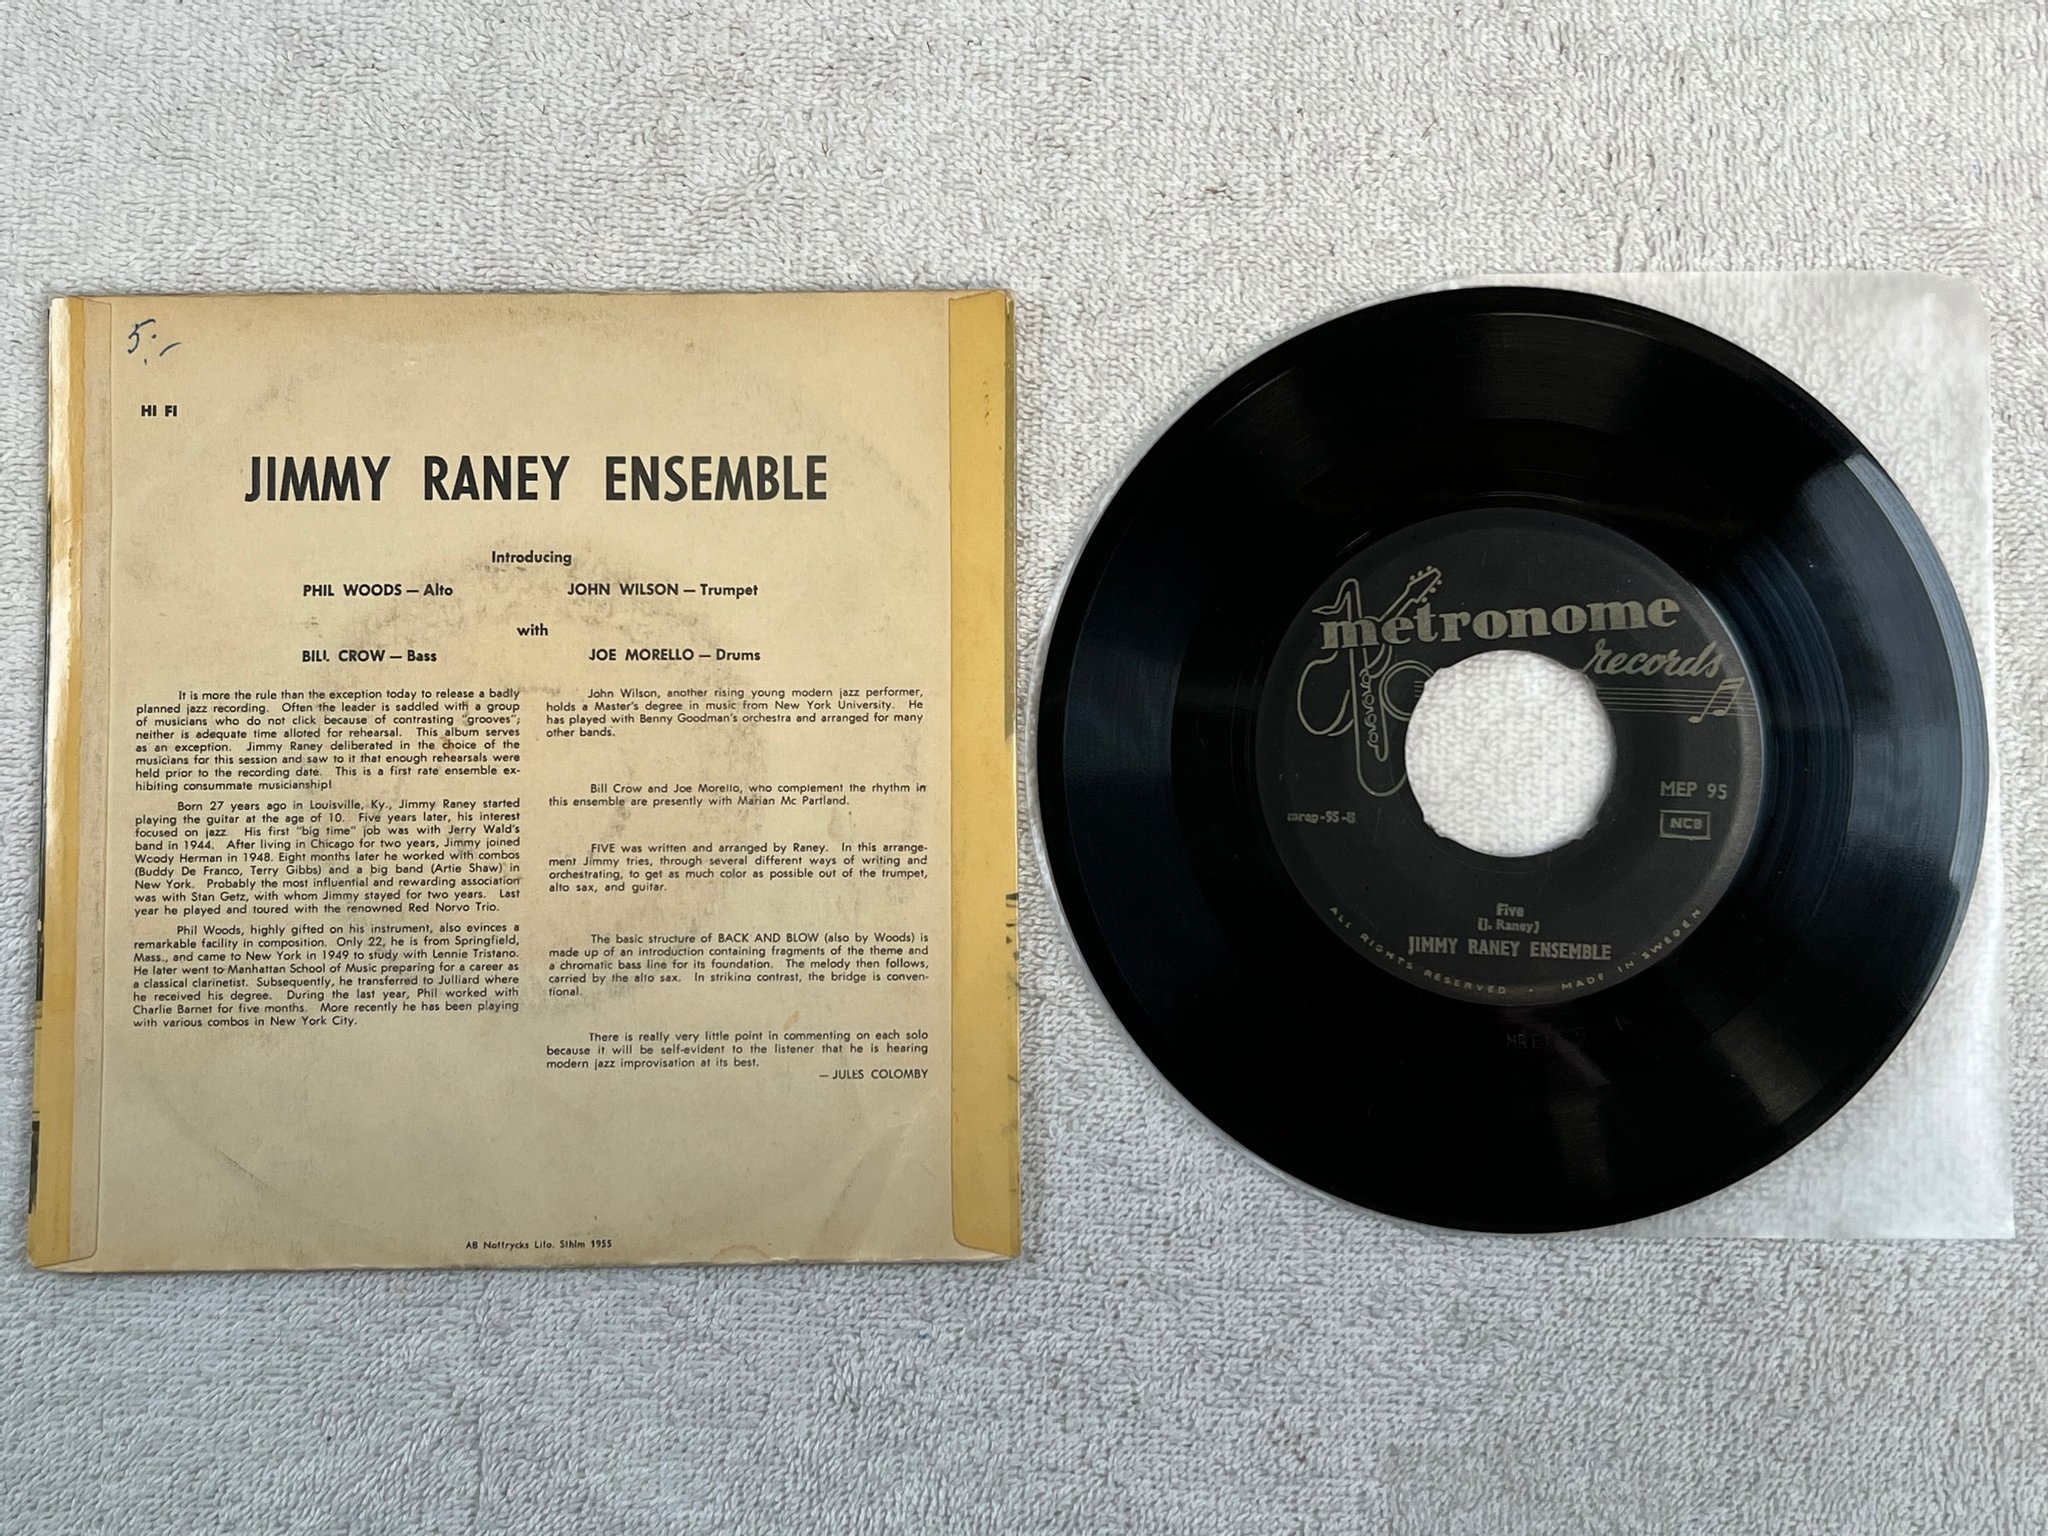 5:-
HI FI
JIMMY RANEY ENSEMBLE
Introducing
PHIL WOODS — Alto JOHN WILSON — Trumpet
with
BILL CROW — Bass JOE MORELLO — Drums
It is more the rule than the exception today to release a badly
planned jazz recording. Often the leader is saddled with a group
of musicians who do not click because of contrasting "grooves";
neither is adequate time alloted for rehearsal. This album serves
as an exception. Jimmy Raney deliberated in the choice of the
musicians for this session and saw to it that enough rehearsals were
held prior to the recording date. This is a first rate ensemble ex-
hibiting consummate musicianship!
Born 27 years ago in Louisville, Ky., Jimmy Raney started
playing the guitar at the age of 10. Five years later, his interest
focused on jazz. His first "big time" job was with Jerry Wald's
band in 1944. After living in Chicago for two years, Jimmy joined
Woody Herman in 1948. Eight months later he worked with combos
(Buddy De Franco, Terry Gibbs) and a big band (Artie Shaw) in
New York. Probably the most influential and rewarding association
was with Stan Getz, with whom Jimmy stayed for two years. Last
year he played and toured with the renowned Red Norvo Trio.
Phil Woods, highly gifted on his instrument, also evinces a
remarkable facility in composition. Only 22, he is from Springfield,
Mass., and came to New York in 1949 to study with Lennie Tristano.
He later went to Manhattan School of Music preparing for a career as
a classical clarinetist. Subsequently, he transferred to Julliard where
he received his degree. During the last year, Phil worked with
Charlie Barnet for five months. More recently he has been playing
with various combos in New York City.
John Wilson, another rising young modern jazz performer,
holds a Master's degree in music from New York University. He
has played with Benny Goodman's orchestra and arranged for many
other bands.
Bill Crow and Joe Morello, who complement the rhythm in
this ensemble are presently with Marian Mc Partland.
FIVE was written and arranged by Raney. In this arrange-
ment Jimmy tries, through several different ways of writing and
orchestrating, to get as much color as possible out of the trumpet,
alto sax, and guitar.
The basic structure of BACK AND BLOW (also by Woods) is
made up of an introduction containing fragments of the theme and
a chromatic bass line for its foundation. The melody then follows,
carried by the alto sax. In striking contrast, the bridge is conven-
tional.
There is really very little point in commenting on each solo
because it will be self-evident to the listener that he is hearing
modern jazz improvisation at its best.
— JULES COLOMBY
AB Nottrycks Lito. Sthlm 1955
metronome
records
MEP 95
NCB
mrep-95-B
Five
(J. Raney)
JIMMY RANEY ENSEMBLE
ALL RIGHTS RESERVED · MADE IN SWEDEN